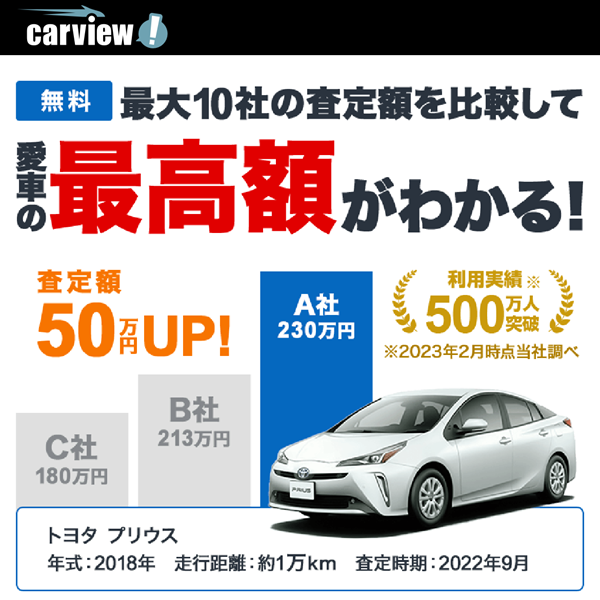 carview!
無料 最大10社の査定額を比較して
愛車の最高額がわかる!
査定額
50万円UP!
利用実績※
500万人突破
※2023年2月時点当社調べ
A社
230万円
B社
213万円
C社
180万円
PRIUS
トヨタ プリウス
年式:2018年 走行距離:約1万km 査定時期:2022年9月